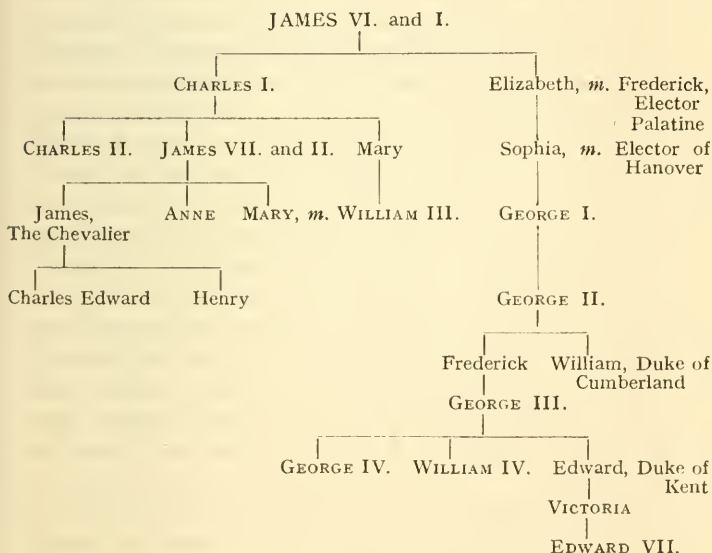 JAMES VI. and I.
CHARLES I. Elizabeth, m. Frederick,
Elector
Palatine
CHARLES II. JAMES VII. and II. Mary Sophia, m. Elector of
Hanover
James, ANNE MARY, m. WILLIAM III. GEORGE I.
The Chevalier
Charles Edward Henry GEORGE II.
Frederick William, Duke of
Cumberland
GEORGE III.
GEORGE IV. WILLIAM IV. Edward, Duke of
Kent
VICTORIA
EDWARD VII.